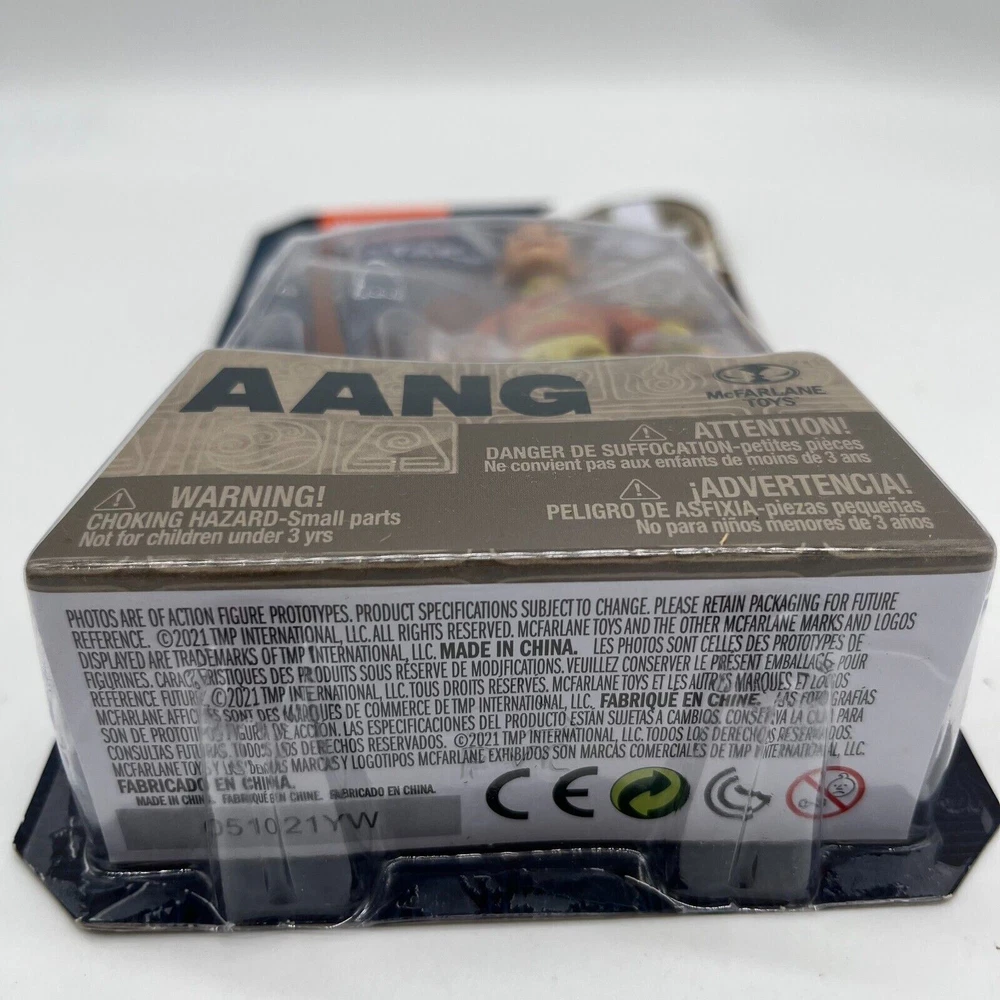 AANG
McFARLANE
TOYS
ATTENTION!
DANGER DE SUFFOCATION-petites pièces
Ne convient pas aux enfants de moins de 3 ans
WARNING!
CHOKING HAZARD-Small parts
Not for children under 3 yrs
¡ADVERTENCIA!
PELIGRO DE ASFIXIA-piezas pequeñas
No para niños menores de 3 años
PHOTOS ARE OF ACTION FIGURE PROTOTYPES. PRODUCT SPECIFICATIONS SUBJECT TO CHANGE. PLEASE RETAIN PACKAGING FOR FUTURE
REFERENCE. ©2021 TMP INTERNATIONAL, LLC. ALL RIGHTS RESERVED. MCFARLANE TOYS AND THE OTHER MCFARLANE MARKS AND LOGOS
DISPLAYED ARE TRADEMARKS OF TMP INTERNATIONAL, LLC. MADE IN CHINA. LES PHOTOS SONT CELLES DES PROTOTYPES DE
FIGURINES. CARACTÉRISTIQUES DES PRODUITS SOUS RÉSERVE DE MODIFICATIONS. VEUILLEZ CONSERVER LE PRÉSENT EMBALLAGE POUR
REFERENCE FUTURE ©2021 TMP INTERNATIONAL, LLC. TOUS DROITS RÉSERVÉS. MCFARLANE TOYS ET LES AUTRES MARQUES ET LOGOS
MCFARLANE AFFICHÉS SONT DES MARQUES DE COMMERCE DE TMP INTERNATIONAL, LLC. FABRIQUÉ EN CHINE. LAS FOTOGRAFÍAS
SON DE PROTOTIPOS FIGURA DE ACCIÓN. LAS ESPECIFICACIONES DEL PRODUCTO ESTÁN SUJETAS A CAMBIOS. CONSERVA LA CAJA PARA
CONSULTAS FUTURAS. TODOS LOS DERECHOS RESERVADOS. ©2021 TMP INTERNATIONAL, LLC. TODOS LOS DERECHOS RESERVADOS.
MCFARLANE TOYS Y LAS DEMÁS MARCAS Y LOGOTIPOS MCFARLANE EXHIBIDOS SON MARCAS COMERCIALES DE TMP INTERNATIONAL, LLC.
FABRICADO EN CHINA.
MADE IN CHINA. FABRIQUÉ EN CHINE. FABRICADO EN CHINA.
051021YW
CE
0-3